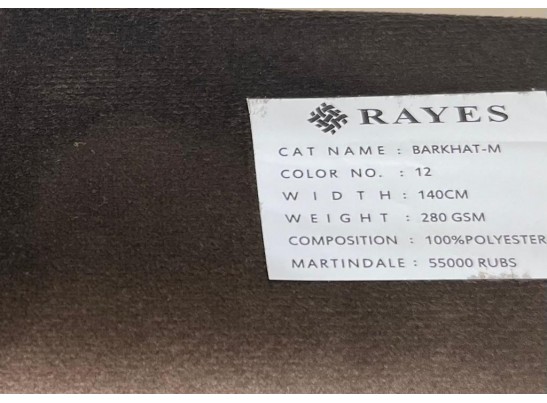 RAYES
CAT NAME : BARKHAT-M
COLOR NO. : 12
WIDTH : 140CM
WEIGHT : 280 GSM
COMPOSITION : 100%POLYESTER
MARTINDALE : 55000 RUBS